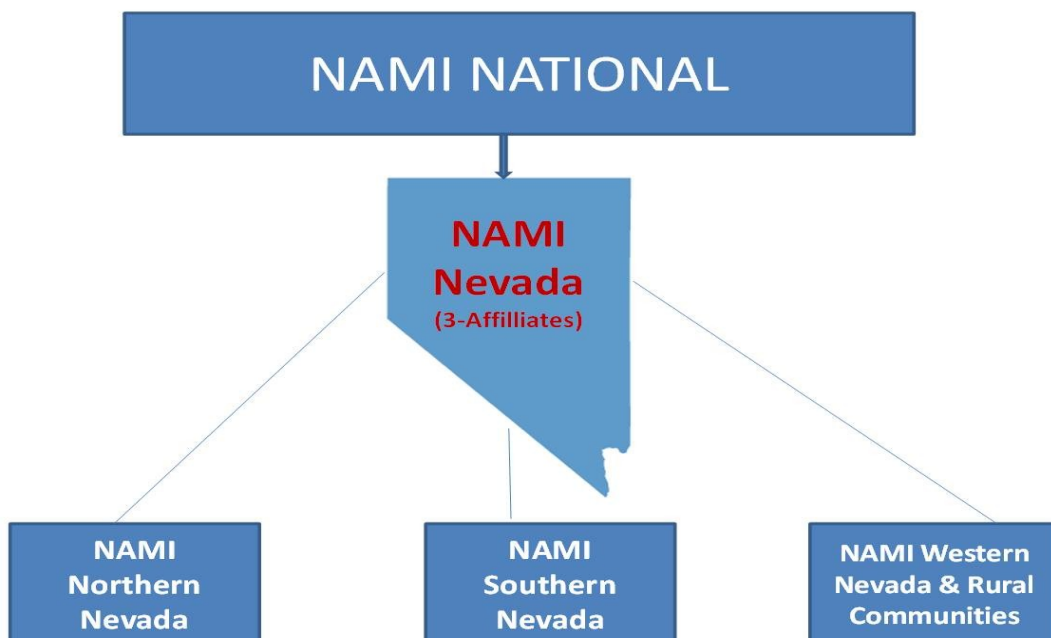 NAMI NATIONAL
NAMI
Nevada
(3-Affilliates)
NAMI
Northern
Nevada
NAMI
Southern
Nevada
NAMI Western
Nevada & Rural
Communities